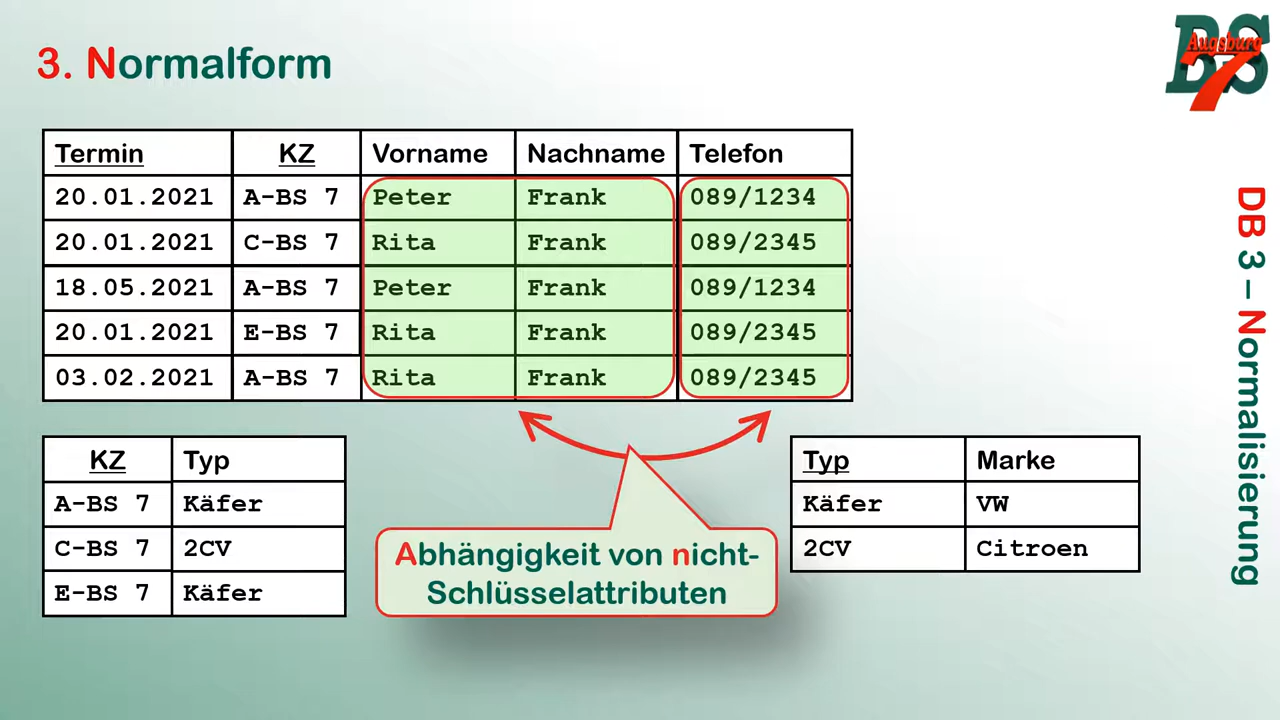 3. Normalform
BS
Augsburg
7
Termin KZ Vorname Nachname Telefon
20.01.2021 A-BS 7 Peter Frank 089/1234
20.01.2021 C-BS 7 Rita Frank 089/2345
18.05.2021 A-BS 7 Peter Frank 089/1234
20.01.2021 E-BS 7 Rita Frank 089/2345
03.02.2021 A-BS 7 Rita Frank 089/2345
KZ Typ
A-BS 7 Käfer
C-BS 7 2CV
E-BS 7 Käfer
Abhängigkeit von nicht-
Schlüsselattributen
Typ Marke
Käfer VW
2CV Citroen
DB 3 – Normalisierung